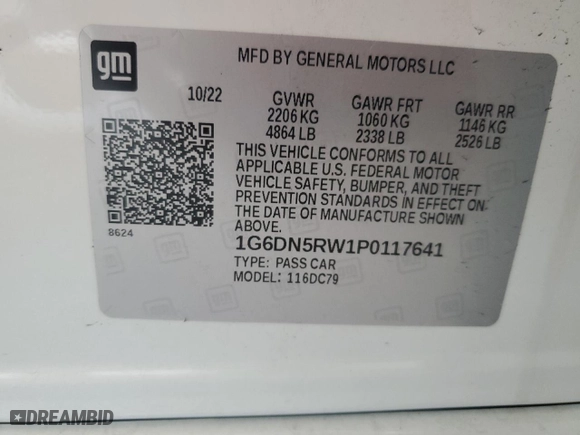 gm
MFD BY GENERAL MOTORS LLC
10/22 GVWR GAWR FRT GAWR RR
2206 KG 1060 KG 1146 KG
4864 LB 2338 LB 2526 LB
THIS VEHICLE CONFORMS TO ALL
APPLICABLE U.S. FEDERAL MOTOR
VEHICLE SAFETY, BUMPER, AND THEFT
PREVENTION STANDARDS IN EFFECT ON
THE DATE OF MANUFACTURE SHOWN
ABOVE.
8624
1G6DN5RW1P0117641
TYPE: PASS CAR
MODEL: 116DC79
DREAMBID